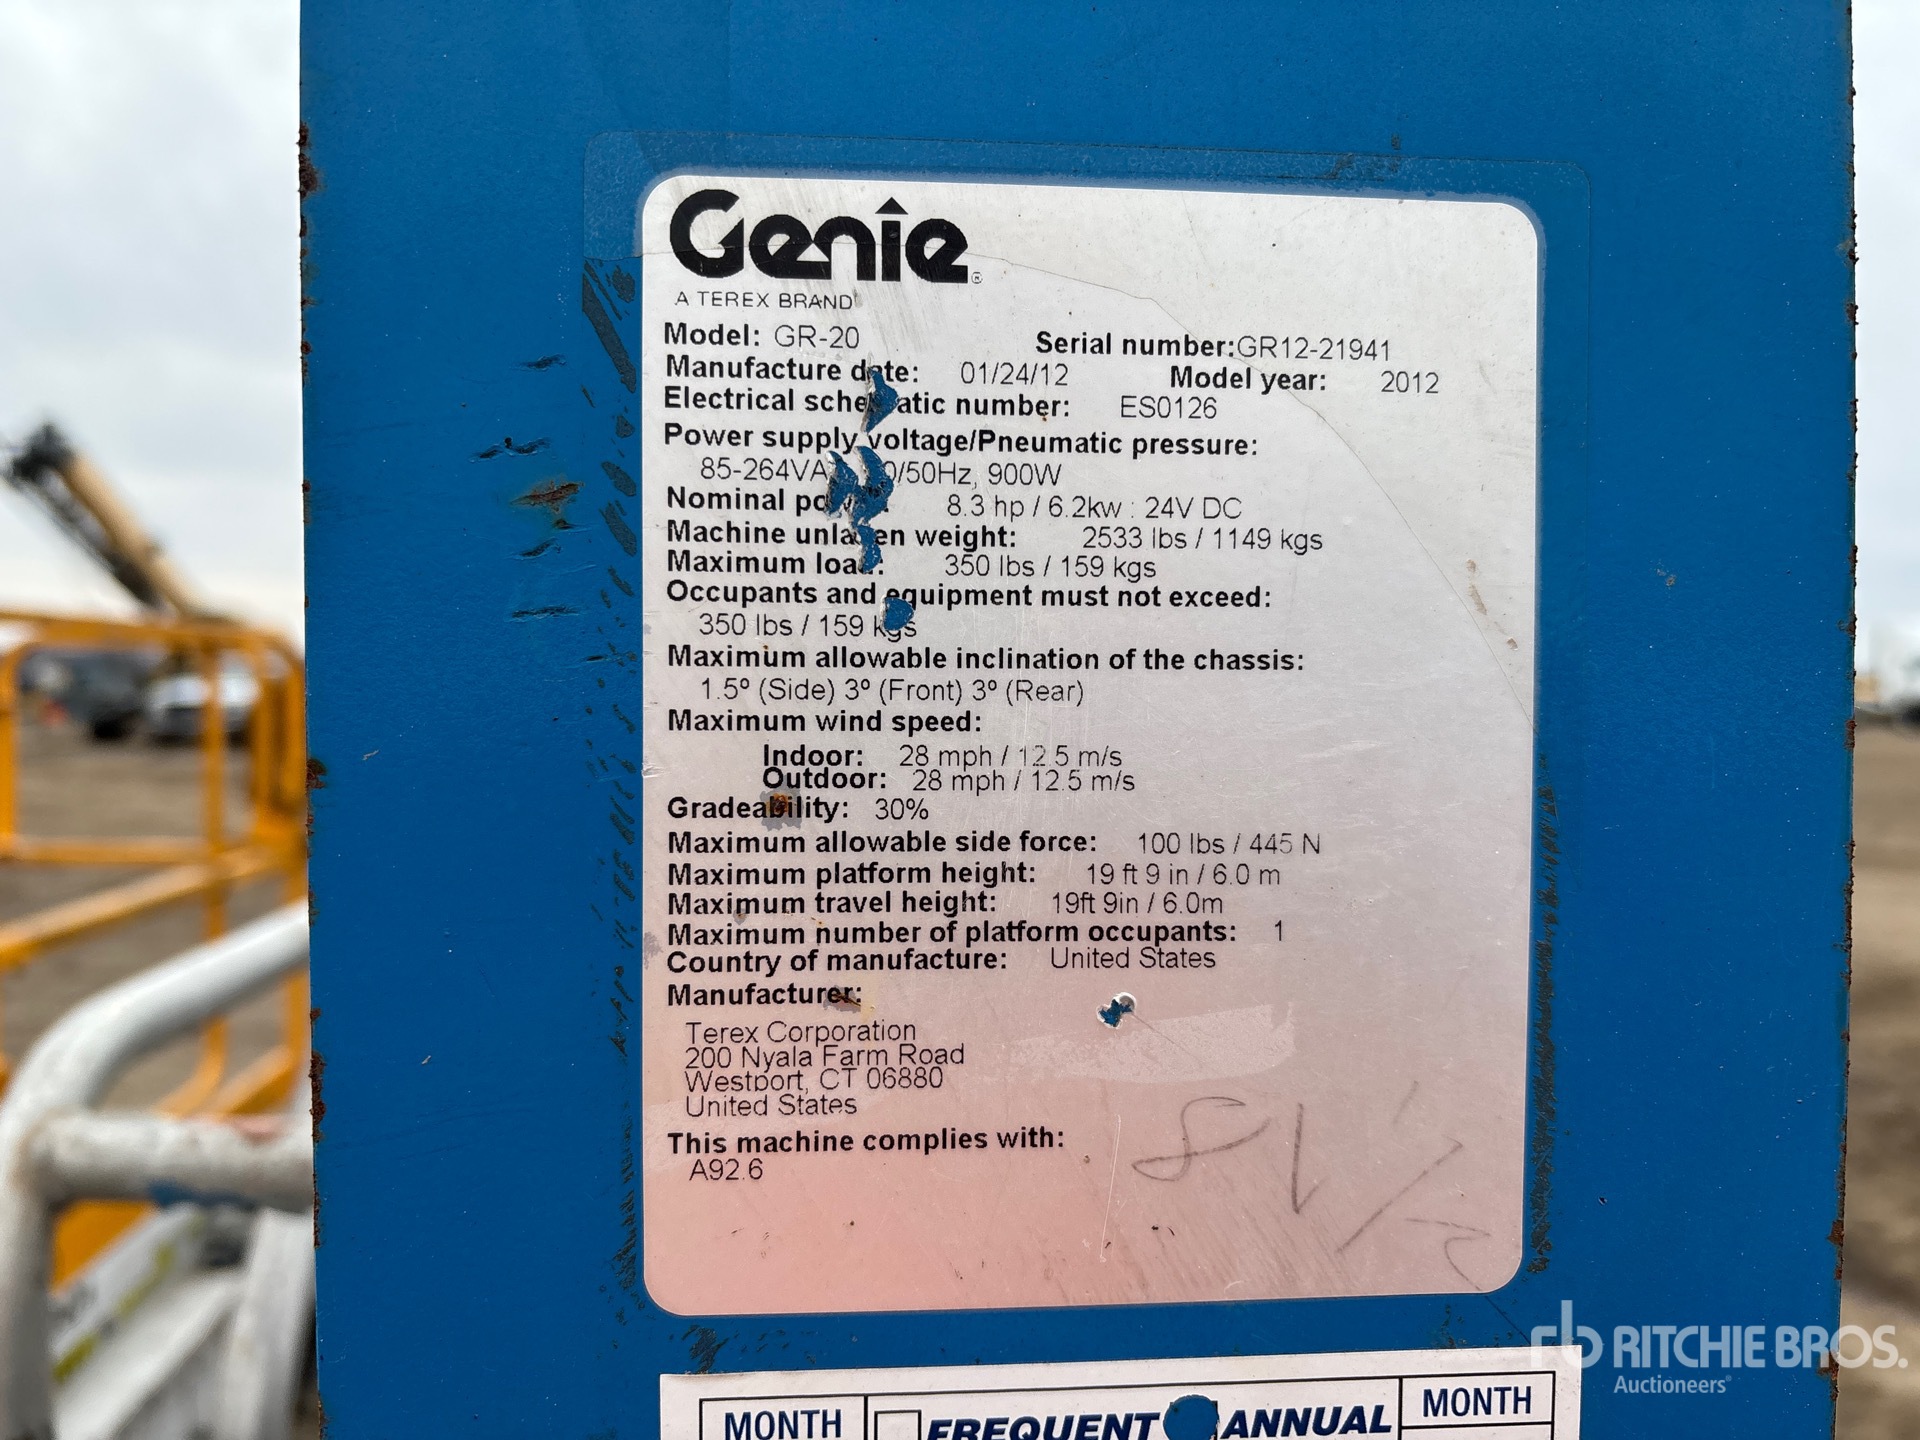 Genie®
A TEREX BRAND
Model: GR-20 Serial number:GR12-21941
Manufacture date: 01/24/12 Model year: 2012
Electrical schematic number: ES0126
Power supply voltage/Pneumatic pressure:
85-264VA 0/50Hz, 900W
Nominal power: 8.3 hp / 6.2kw : 24V DC
Machine unladen weight: 2533 lbs / 1149 kgs
Maximum load: 350 lbs / 159 kgs
Occupants and equipment must not exceed:
350 lbs / 159 kgs
Maximum allowable inclination of the chassis:
1.5º (Side) 3º (Front) 3º (Rear)
Maximum wind speed:
Indoor: 28 mph / 12.5 m/s
Outdoor: 28 mph / 12.5 m/s
Gradeability: 30%
Maximum allowable side force: 100 lbs / 445 N
Maximum platform height: 19 ft 9 in / 6.0 m
Maximum travel height: 19ft 9in / 6.0m
Maximum number of platform occupants: 1
Country of manufacture: United States
Manufacturer:
Terex Corporation
200 Nyala Farm Road
Westport, CT 06880
United States
This machine complies with:
A92.6
rb RITCHIE BROS.
Auctioneers
MONTH FREQUENT ANNUAL MONTH